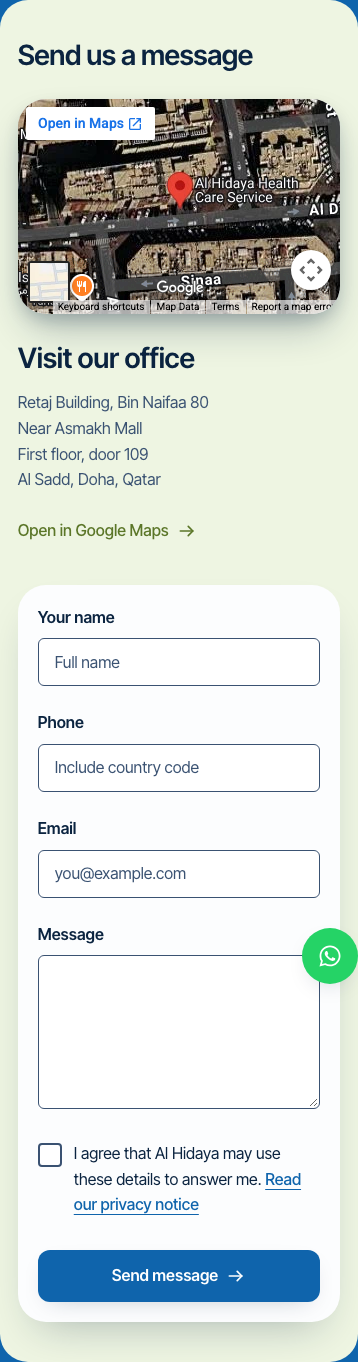 Send us a message
Open in Maps
Al Hidaya Health
Care Service
Al D
Sinaa
Google
Keyboard shortcuts
Map Data
Terms
Report a map erro
Visit our office
Retaj Building, Bin Naifaa 80
Near Asmakh Mall
First floor, door 109
Al Sadd, Doha, Qatar
Open in Google Maps →
Your name
Full name
Phone
Include country code
Email
you@example.com
Message
I agree that Al Hidaya may use
these details to answer me. Read
our privacy notice
Send message →